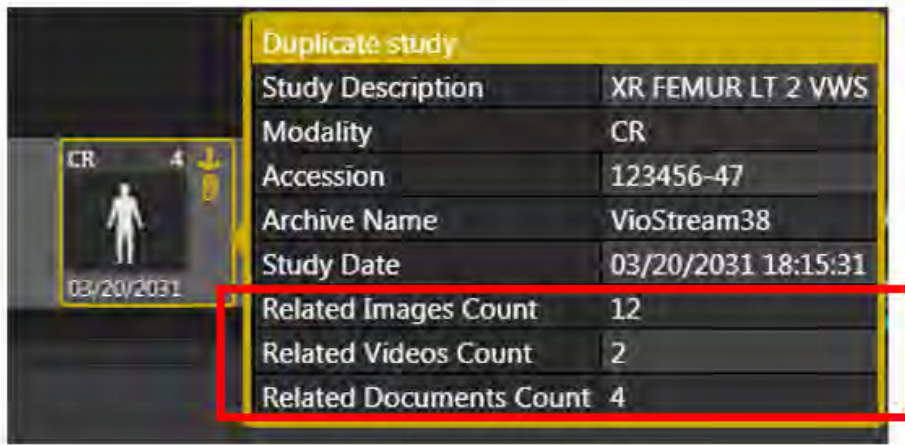 CR 4
03/20/2031
Duplicate study
Study Description XR FEMUR LT 2 VWS
Modality CR
Accession 123456-47
Archive Name VioStream38
Study Date 03/20/2031 18:15:31
Related Images Count 12
Related Videos Count 2
Related Documents Count 4